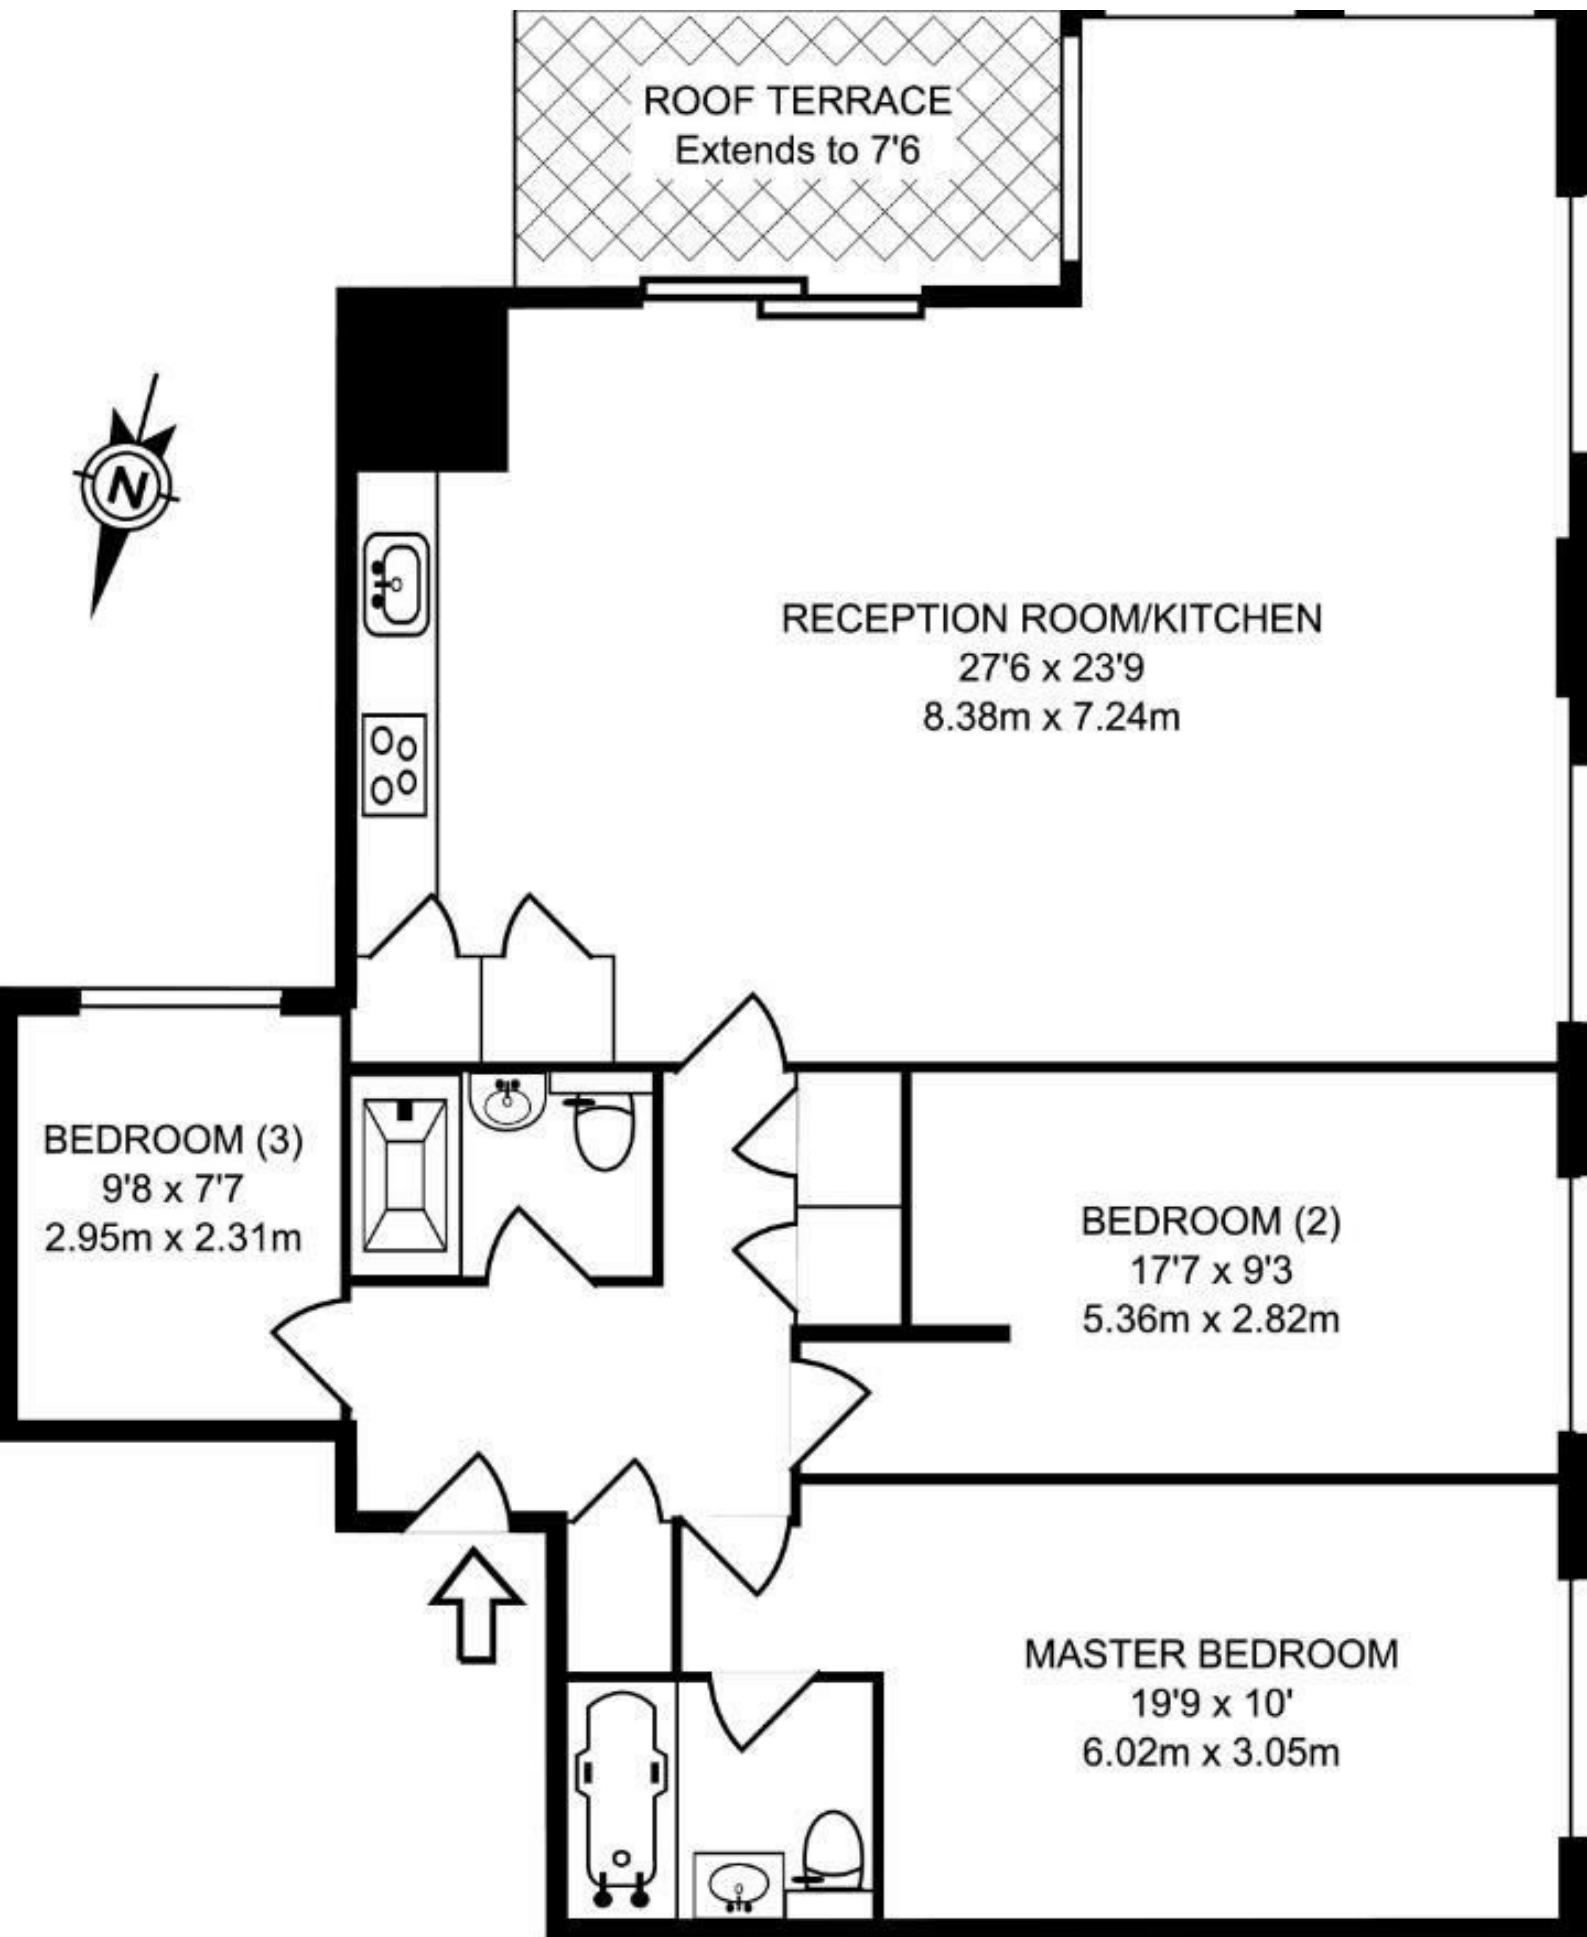 ROOF TERRACE
Extends to 7'6
N
RECEPTION ROOM/KITCHEN
27'6 x 23'9
8.38m x 7.24m
BEDROOM (3)
9'8 x 7'7
2.95m x 2.31m
BEDROOM (2)
17'7 x 9'3
5.36m x 2.82m
MASTER BEDROOM
19'9 x 10'
6.02m x 3.05m